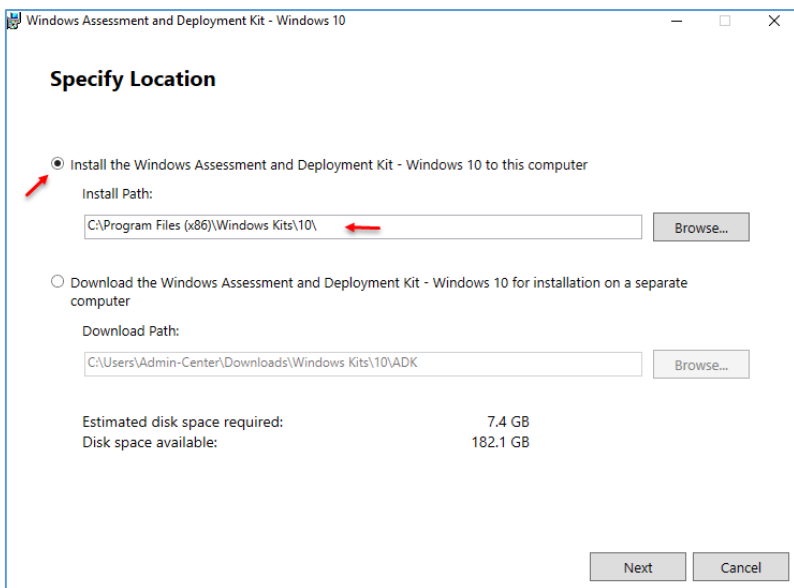 Windows Assessment and Deployment Kit - Windows 10
Specify Location
Install the Windows Assessment and Deployment Kit - Windows 10 to this computer
Install Path:
C:\Program Files (x86)\Windows Kits\10\
Browse...
Download the Windows Assessment and Deployment Kit - Windows 10 for installation on a separate
computer
Download Path:
C:\Users\Admin-Center\Downloads\Windows Kits\10\ADK
Browse...
Estimated disk space required: 7.4 GB
Disk space available: 182.1 GB
Next Cancel